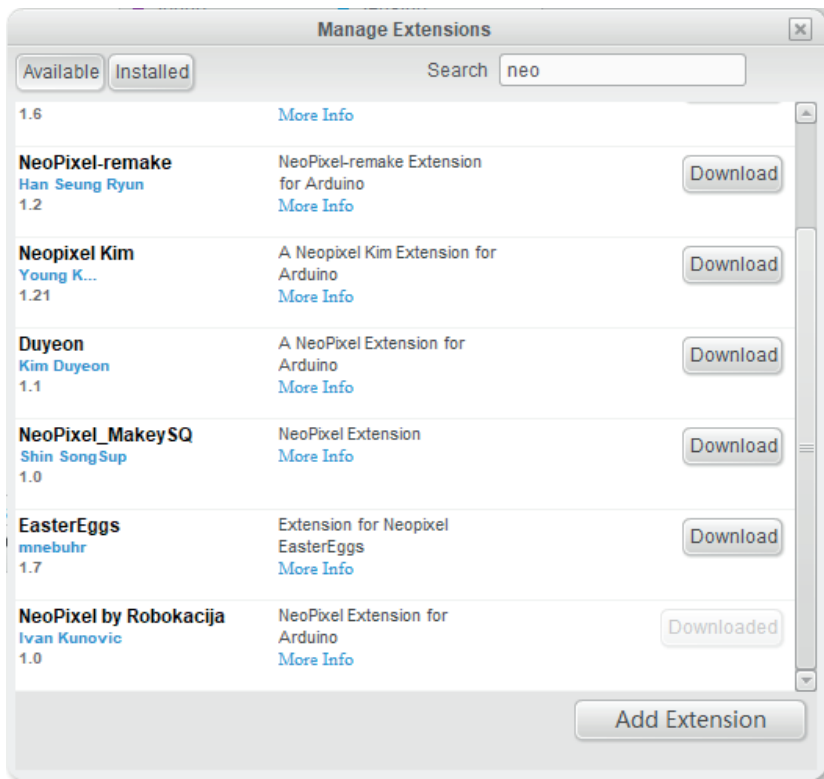 Manage Extensions
Available Installed Search neo
1.6 More Info
NeoPixel-remake
Han Seung Ryun
1.2
NeoPixel-remake Extension
for Arduino
More Info
Download
Neopixel Kim
Young K...
1.21
A Neopixel Kim Extension for
Arduino
More Info
Download
Duyeon
Kim Duyeon
1.1
A NeoPixel Extension for
Arduino
More Info
Download
NeoPixel_MakeySQ
Shin SongSup
1.0
NeoPixel Extension
More Info
Download
EasterEggs
mnebuhr
1.7
Extension for Neopixel
EasterEggs
More Info
Download
NeoPixel by Robokacija
Ivan Kunovic
1.0
NeoPixel Extension for
Arduino
More Info
Downloaded
Add Extension